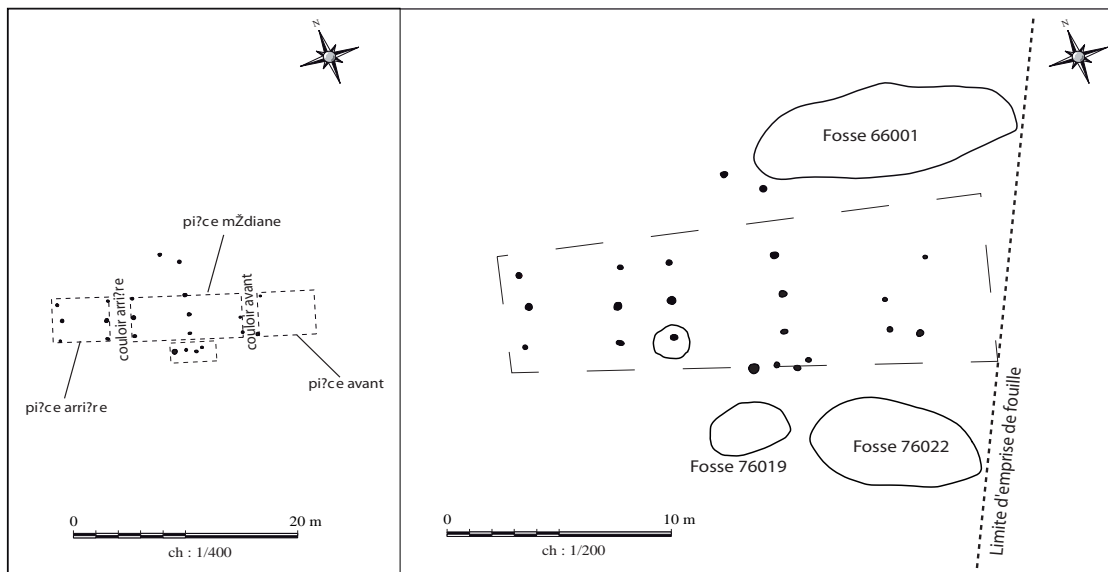 N
pi?ce mŽdiane
couloir arri?re
couloir avant
pi?ce arri?re
pi?ce avant
0 20 m
ch : 1/400
N
Fosse 66001
Fosse 76019
Fosse 76022
Limite d'emprise de fouille
0 10 m
ch : 1/200